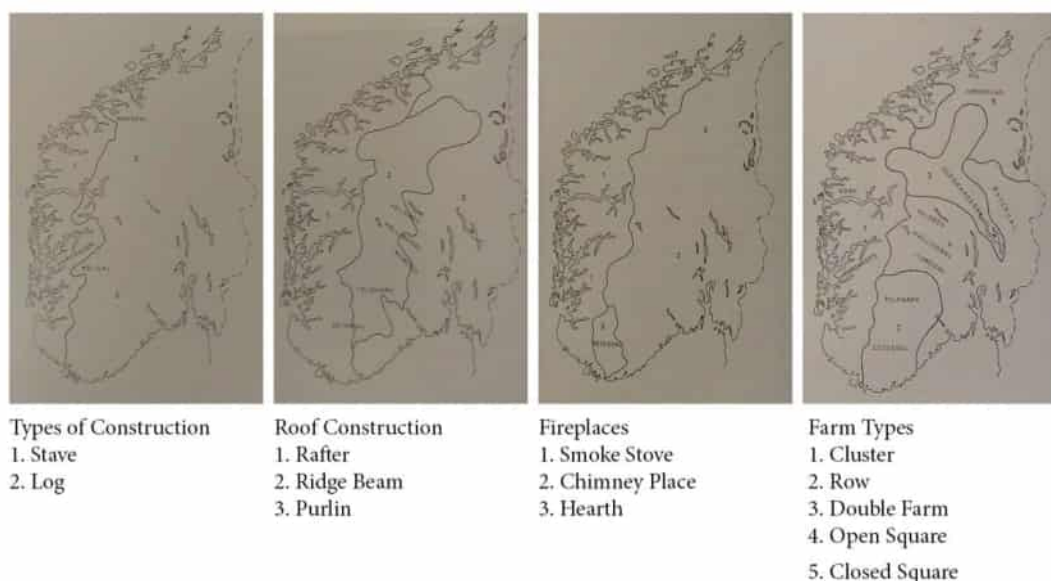 Types of Construction
1. Stave
2. Log
Roof Construction
1. Rafter
2. Ridge Beam
3. Purlin
Fireplaces
1. Smoke Stove
2. Chimney Place
3. Hearth
Farm Types
1. Cluster
2. Row
3. Double Farm
4. Open Square
5. Closed Square